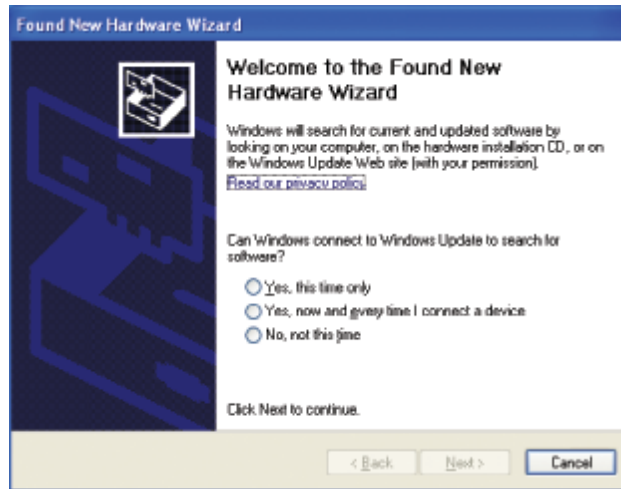 Found New Hardware Wizard
Welcome to the Found New
Hardware Wizard
Windows will search for current and updated software by
looking on your computer, on the hardware installation CD, or on
the Windows Update Web site (with your permission).
Read our privacy policy
Can Windows connect to Windows Update to search for
software?
Yes, this time only
Yes, now and every time I connect a device
No, not this time
Click Next to continue.
< Back Next > Cancel